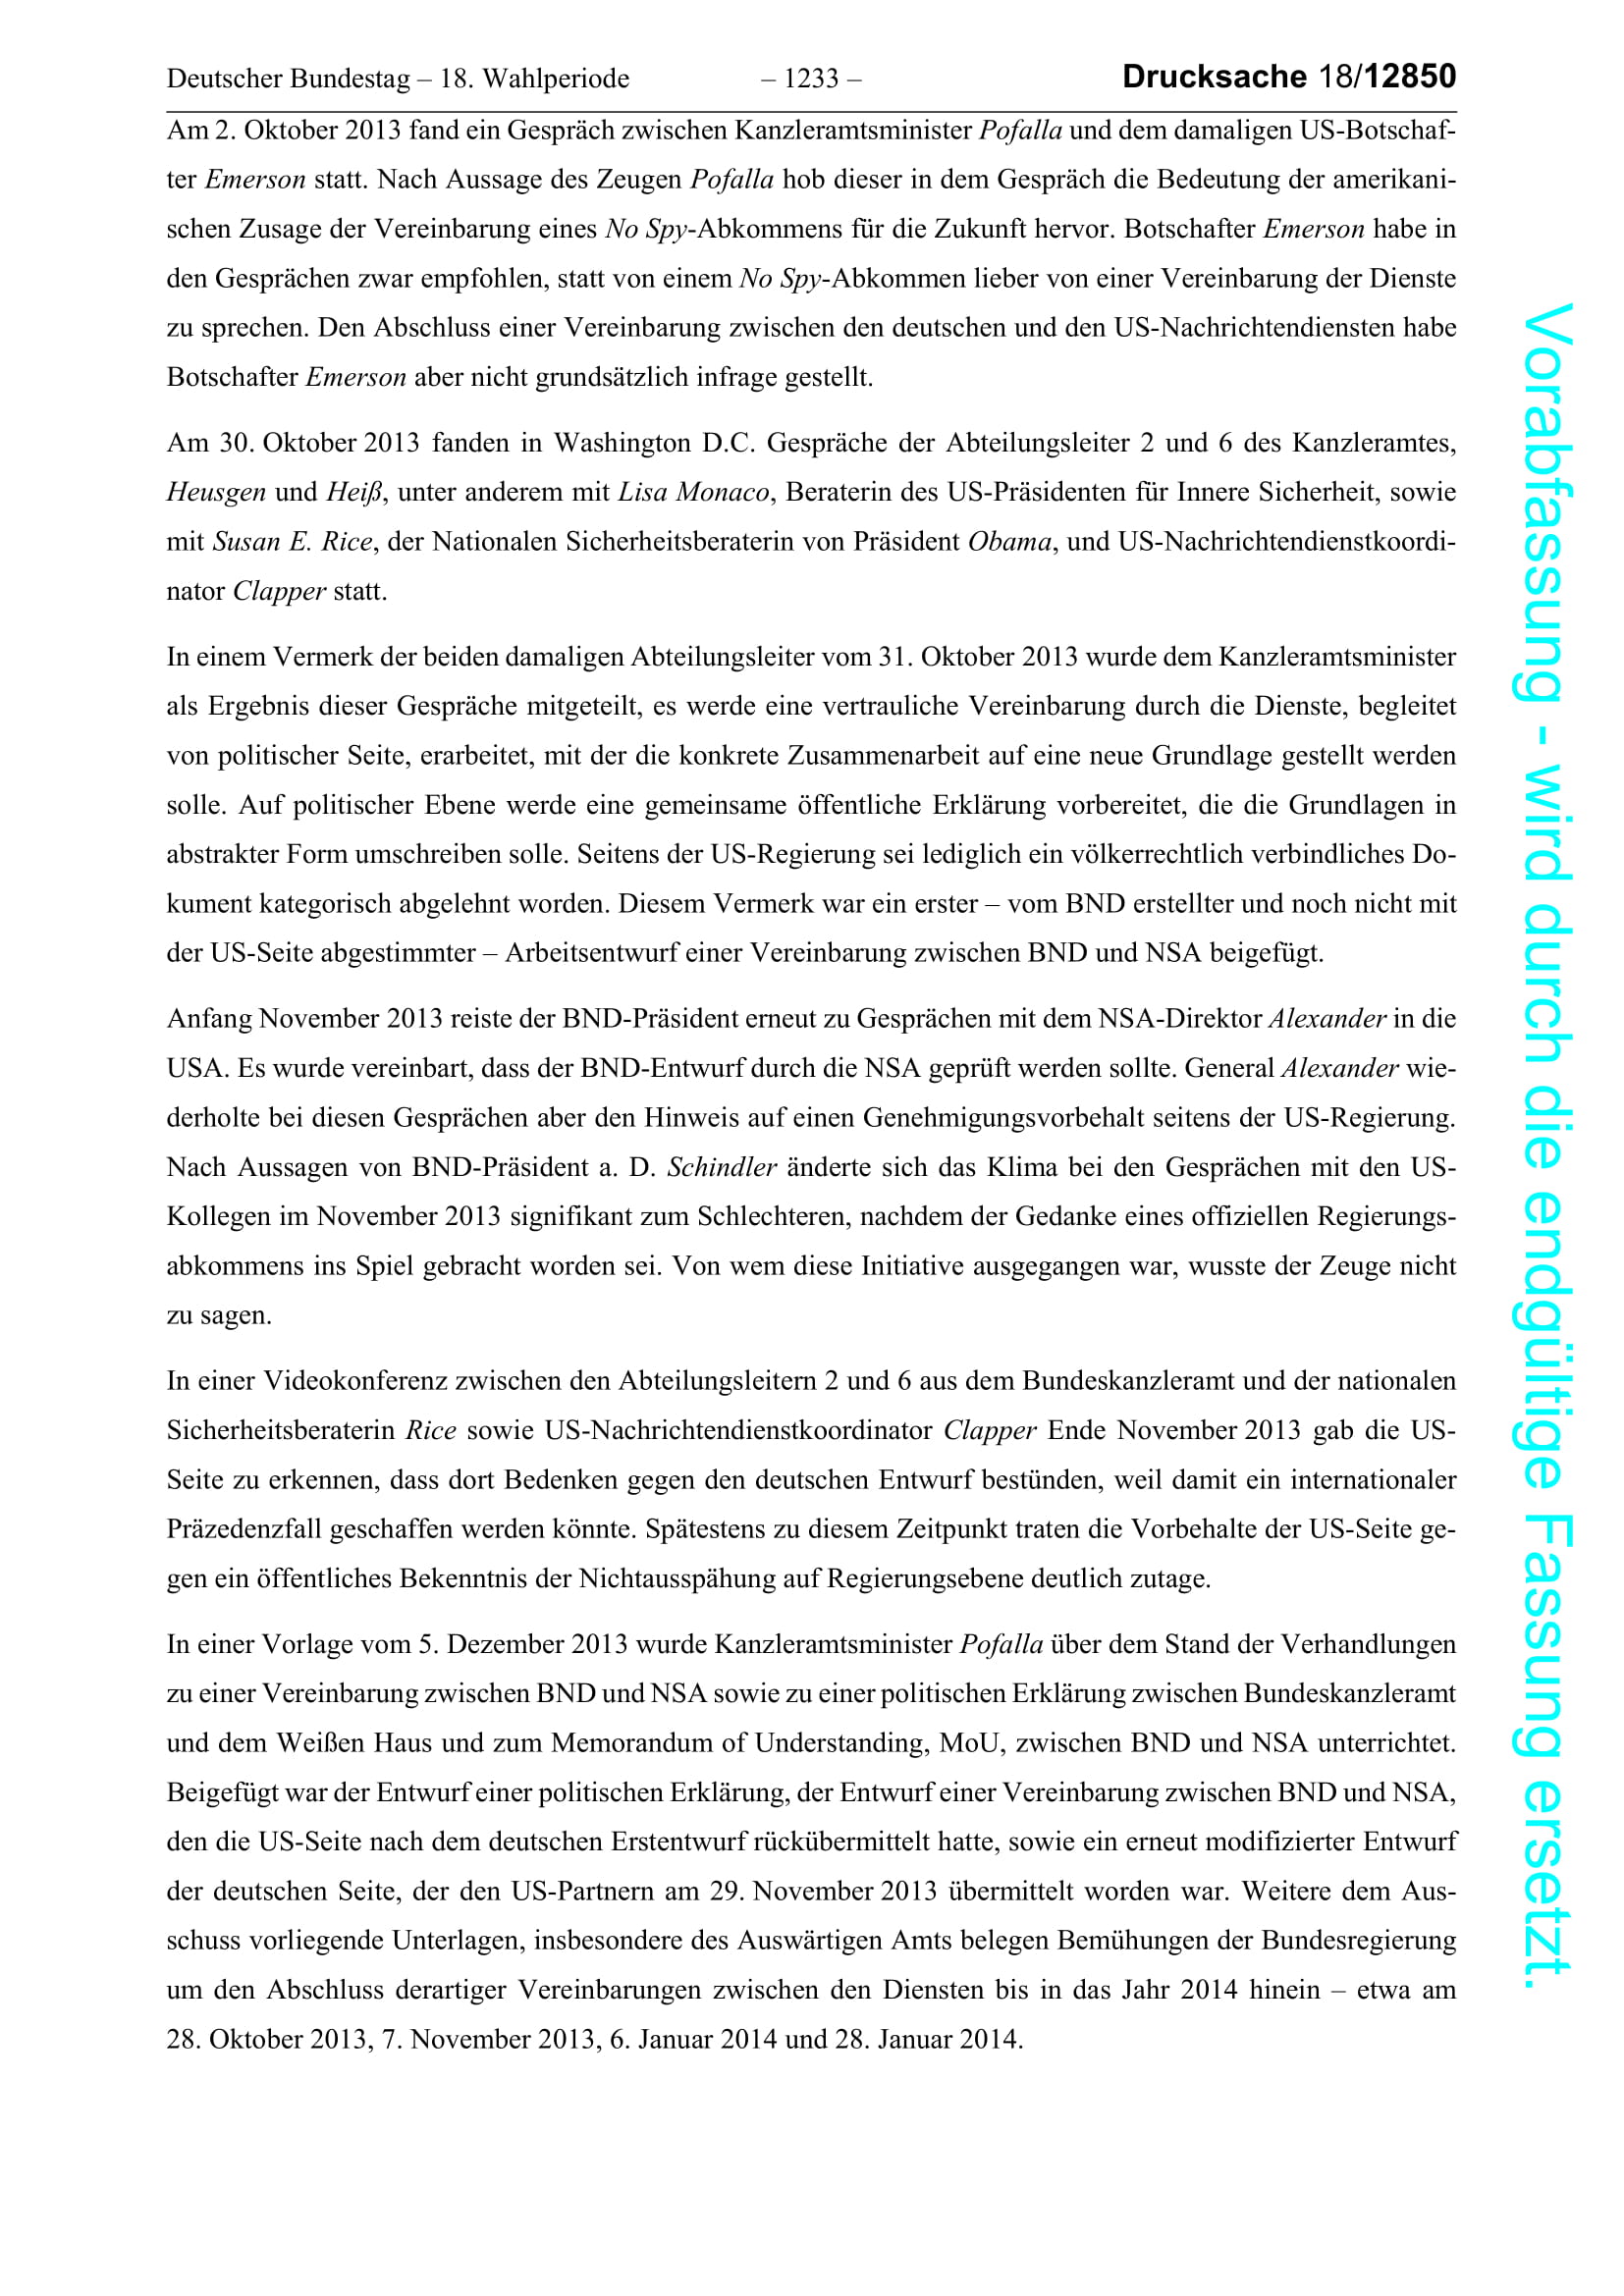 Deutscher Bundestag – 18. Wahlperiode – 1233 – Drucksache 18/12850
Am 2. Oktober 2013 fand ein Gespräch zwischen Kanzleramtsminister Pofalla und dem damaligen US-Botschaf-
ter Emerson statt. Nach Aussage des Zeugen Pofalla hob dieser in dem Gespräch die Bedeutung der amerikani-
schen Zusage der Vereinbarung eines No Spy-Abkommens für die Zukunft hervor. Botschafter Emerson habe in
den Gesprächen zwar empfohlen, statt von einem No Spy-Abkommen lieber von einer Vereinbarung der Dienste
zu sprechen. Den Abschluss einer Vereinbarung zwischen den deutschen und den US-Nachrichtendiensten habe
Botschafter Emerson aber nicht grundsätzlich infrage gestellt.
Am 30. Oktober 2013 fanden in Washington D.C. Gespräche der Abteilungsleiter 2 und 6 des Kanzleramtes,
Heusgen und Heiß, unter anderem mit Lisa Monaco, Beraterin des US-Präsidenten für Innere Sicherheit, sowie
mit Susan E. Rice, der Nationalen Sicherheitsberaterin von Präsident Obama, und US-Nachrichtendienstkoordi-
nator Clapper statt.
In einem Vermerk der beiden damaligen Abteilungsleiter vom 31. Oktober 2013 wurde dem Kanzleramtsminister
als Ergebnis dieser Gespräche mitgeteilt, es werde eine vertrauliche Vereinbarung durch die Dienste, begleitet
von politischer Seite, erarbeitet, mit der die konkrete Zusammenarbeit auf eine neue Grundlage gestellt werden
solle. Auf politischer Ebene werde eine gemeinsame öffentliche Erklärung vorbereitet, die die Grundlagen in
abstrakter Form umschreiben solle. Seitens der US-Regierung sei lediglich ein völkerrechtlich verbindliches Do-
kument kategorisch abgelehnt worden. Diesem Vermerk war ein erster – vom BND erstellter und noch nicht mit
der US-Seite abgestimmter – Arbeitsentwurf einer Vereinbarung zwischen BND und NSA beigefügt.
Anfang November 2013 reiste der BND-Präsident erneut zu Gesprächen mit dem NSA-Direktor Alexander in die
USA. Es wurde vereinbart, dass der BND-Entwurf durch die NSA geprüft werden sollte. General Alexander wie-
derholte bei diesen Gesprächen aber den Hinweis auf einen Genehmigungsvorbehalt seitens der US-Regierung.
Nach Aussagen von BND-Präsident a. D. Schindler änderte sich das Klima bei den Gesprächen mit den US-
Kollegen im November 2013 signifikant zum Schlechteren, nachdem der Gedanke eines offiziellen Regierungs-
abkommens ins Spiel gebracht worden sei. Von wem diese Initiative ausgegangen war, wusste der Zeuge nicht
zu sagen.
In einer Videokonferenz zwischen den Abteilungsleitern 2 und 6 aus dem Bundeskanzleramt und der nationalen
Sicherheitsberaterin Rice sowie US-Nachrichtendienstkoordinator Clapper Ende November 2013 gab die US-
Seite zu erkennen, dass dort Bedenken gegen den deutschen Entwurf bestünden, weil damit ein internationaler
Präzedenzfall geschaffen werden könnte. Spätestens zu diesem Zeitpunkt traten die Vorbehalte der US-Seite ge-
gen ein öffentliches Bekenntnis der Nichtausspähung auf Regierungsebene deutlich zutage.
In einer Vorlage vom 5. Dezember 2013 wurde Kanzleramtsminister Pofalla über dem Stand der Verhandlungen
zu einer Vereinbarung zwischen BND und NSA sowie zu einer politischen Erklärung zwischen Bundeskanzleramt
und dem Weißen Haus und zum Memorandum of Understanding, MoU, zwischen BND und NSA unterrichtet.
Beigefügt war der Entwurf einer politischen Erklärung, der Entwurf einer Vereinbarung zwischen BND und NSA,
den die US-Seite nach dem deutschen Erstentwurf rückübermittelt hatte, sowie ein erneut modifizierter Entwurf
der deutschen Seite, der den US-Partnern am 29. November 2013 übermittelt worden war. Weitere dem Aus-
schuss vorliegende Unterlagen, insbesondere des Auswärtigen Amts belegen Bemühungen der Bundesregierung
um den Abschluss derartiger Vereinbarungen zwischen den Diensten bis in das Jahr 2014 hinein – etwa am
28. Oktober 2013, 7. November 2013, 6. Januar 2014 und 28. Januar 2014.
Vorabfassung - wird durch die endgültige Fassung ersetzt.